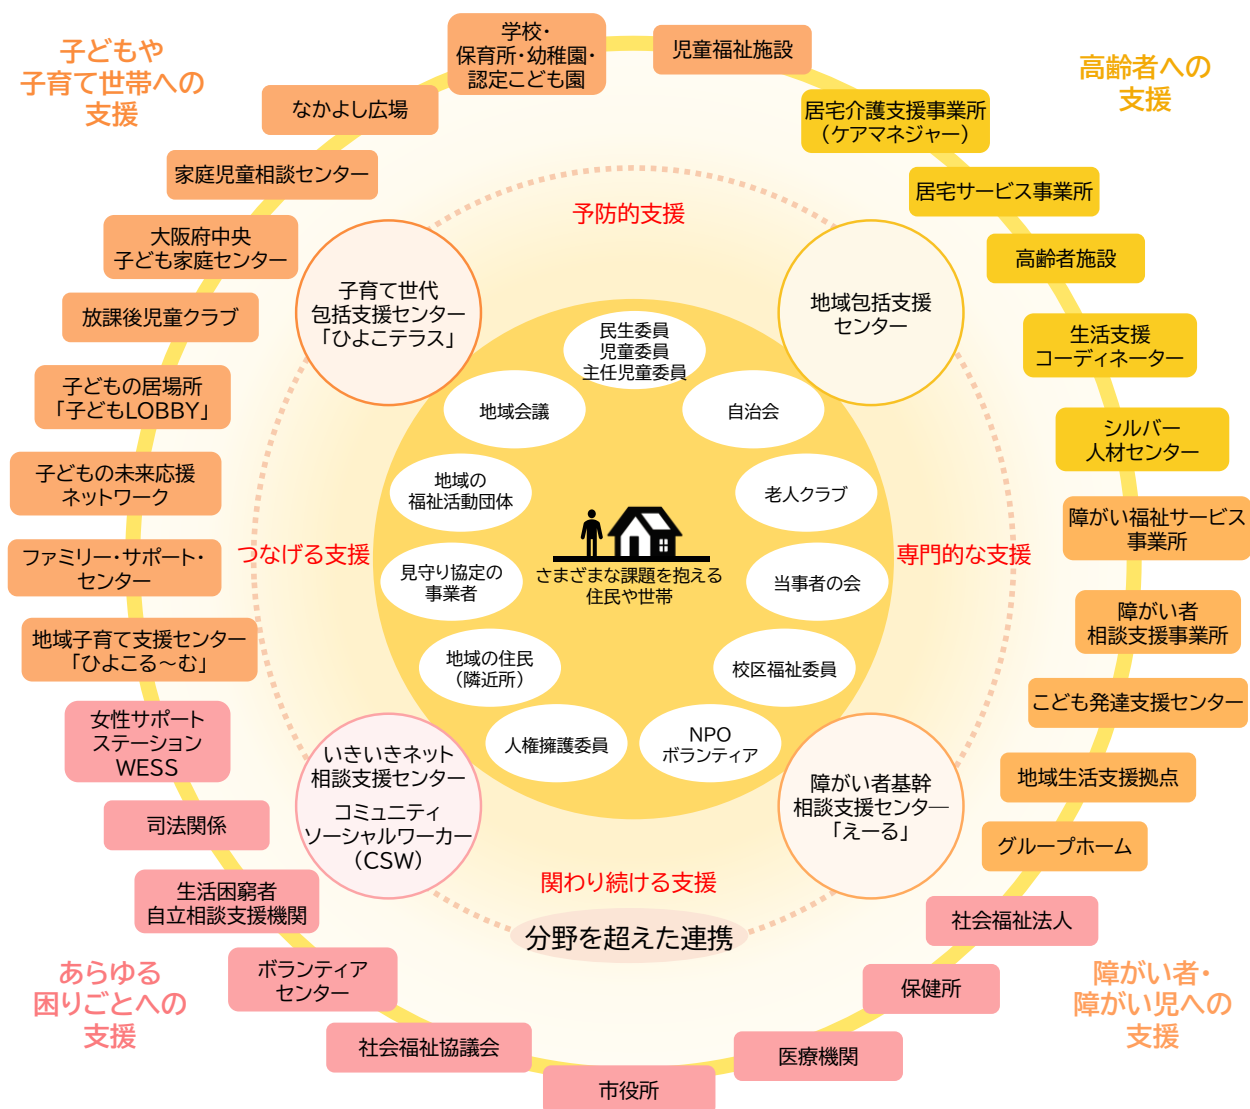 子どもや
子育て世帯への
支援
高齢者への
支援
学校・
保育所・幼稚園・
認定こども園
児童福祉施設
なかよし広場
居宅介護支援事業所
(ケアマネジャー)
家庭児童相談センター
居宅サービス事業所
大阪府中央
子ども家庭センター
高齢者施設
放課後児童クラブ
生活支援
コーディネーター
子どもの居場所
「子どもLOBBY」
シルバー
人材センター
子どもの未来応援
ネットワーク
障がい福祉サービス
事業所
ファミリー・サポート・
センター
障がい者
相談支援事業所
地域子育て支援センター
「ひよこる〜む」
こども発達支援センター
女性サポート
ステーション
WESS
地域生活支援拠点
司法関係
グループホーム
生活困窮者
自立相談支援機関
社会福祉法人
ボランティア
センター
保健所
社会福祉協議会
医療機関
市役所
予防的支援
子育て世代
包括支援センター
「ひよこテラス」
地域包括支援
センター
つなげる支援
専門的な支援
いきいきネット
相談支援センター
コミュニティ
ソーシャルワーカー
(CSW)
障がい者基幹
相談支援センター
「えーる」
関わり続ける支援
分野を超えた連携
民生委員
児童委員
主任児童委員
地域会議
自治会
地域の
福祉活動団体
老人クラブ
見守り協定の
事業者
当事者の会
地域の住民
(隣近所)
校区福祉委員
人権擁護委員
NPO
ボランティア
さまざまな課題を抱える
住民や世帯
あらゆる
困りごとへの
支援
障がい者・
障がい児への
支援